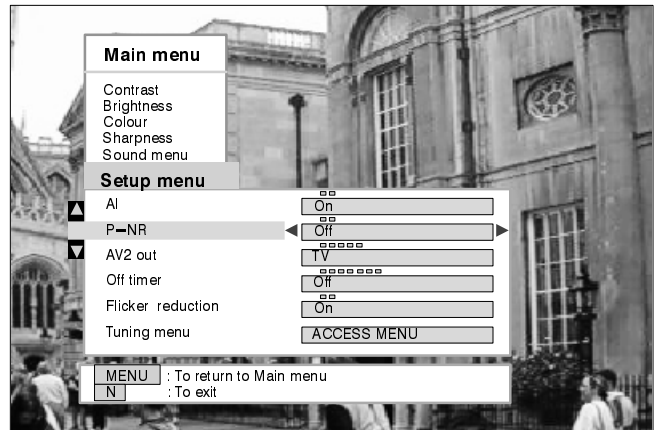 Main menu
Contrast
Brightness
Colour
Sharpness
Sound menu
Setup menu
AI On
P-NR Off
AV2 out TV
Off timer Off
Flicker reduction On
Tuning menu ACCESS MENU
MENU : To return to Main menu
N : To exit